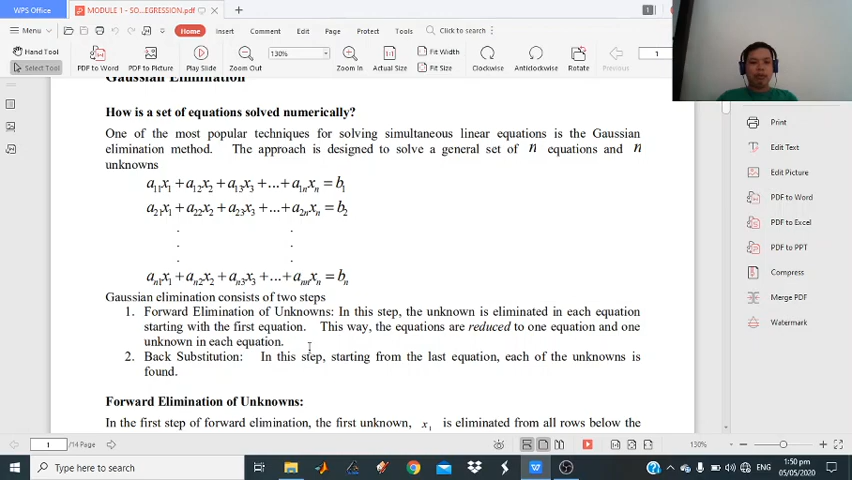 WPS Office
MODULE 1 - SO...EGRESSION.pdf
1
Menu
Home Insert Comment Edit Page Protect Tools Click to search
Hand Tool
Select Tool
PDF to Word PDF to Picture Play Slide Zoom Out 130% Zoom In Actual Size Fit Width
Fit Size
Clockwise Anticlockwise Rotate Previous 1
Gaussian Elimination
How is a set of equations solved numerically?
One of the most popular techniques for solving simultaneous linear equations is the Gaussian
elimination method. The approach is designed to solve a general set of n equations and n
unknowns
a₁₁x₁ + a₁₂x₂ + a₁₃x₃ + ... + a₁ₙxₙ = b₁
a₂₁x₁ + a₂₂x₂ + a₂₃x₃ + ... + a₂ₙxₙ = b₂
. .
. .
. .
aₙ₁x₁ + aₙ₂x₂ + aₙ₃x₃ + ... + aₙₙxₙ = bₙ
Gaussian elimination consists of two steps
1. Forward Elimination of Unknowns: In this step, the unknown is eliminated in each equation
starting with the first equation. This way, the equations are reduced to one equation and one
unknown in each equation.
2. Back Substitution: In this step, starting from the last equation, each of the unknowns is
found.
Forward Elimination of Unknowns:
In the first step of forward elimination, the first unknown, x₁ is eliminated from all rows below the
Print
Edit Text
Edit Picture
PDF to Word
PDF to Excel
PDF to PPT
Compress
Merge PDF
Watermark
1 /14 Page
130%
Type here to search
ENG
1:50 pm
05/05/2020